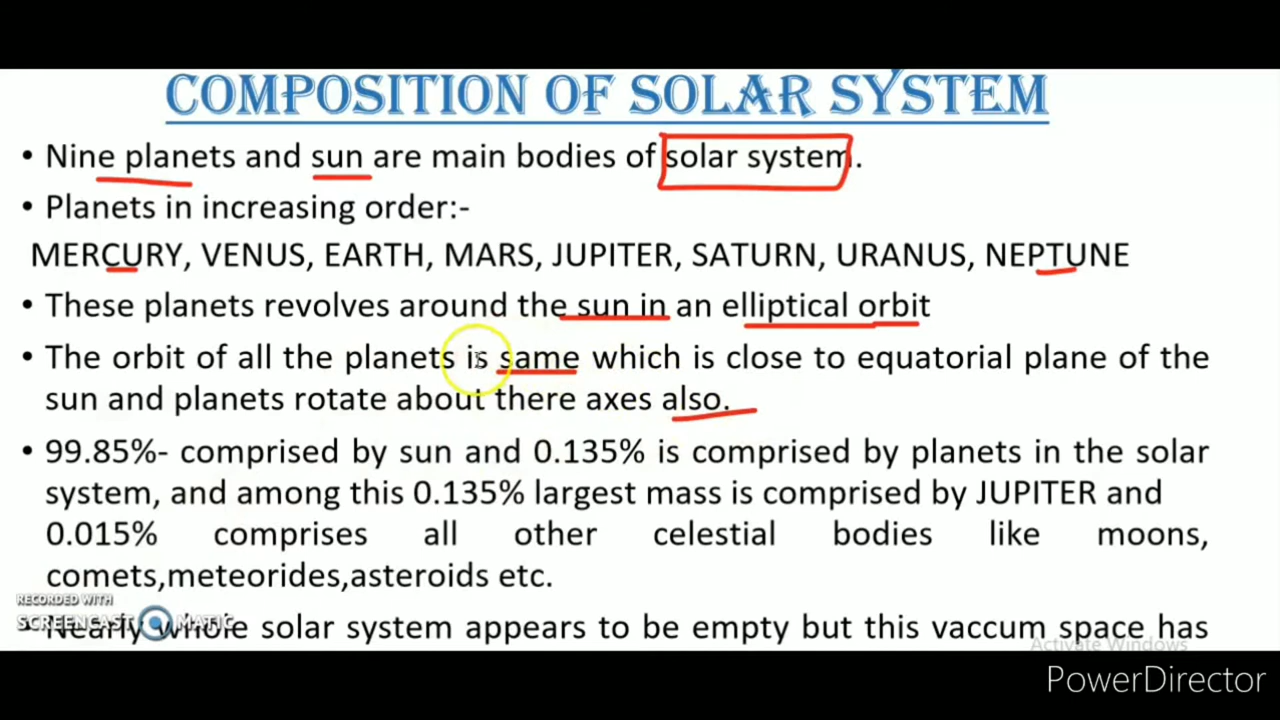 COMPOSITION OF SOLAR SYSTEM
• Nine planets and sun are main bodies of solar system.
• Planets in increasing order:-
MERCURY, VENUS, EARTH, MARS, JUPITER, SATURN, URANUS, NEPTUNE
• These planets revolves around the sun in an elliptical orbit
• The orbit of all the planets is same which is close to equatorial plane of the
sun and planets rotate about there axes also.
• 99.85%- comprised by sun and 0.135% is comprised by planets in the solar
system, and among this 0.135% largest mass is comprised by JUPITER and
0.015% comprises all other celestial bodies like moons,
comets,meteorides,asteroids etc.
RECORDED WITH
SCREENCAST MATIC
• Nearly whole solar system appears to be empty but this vaccum space has
Activate Windows
PowerDirector